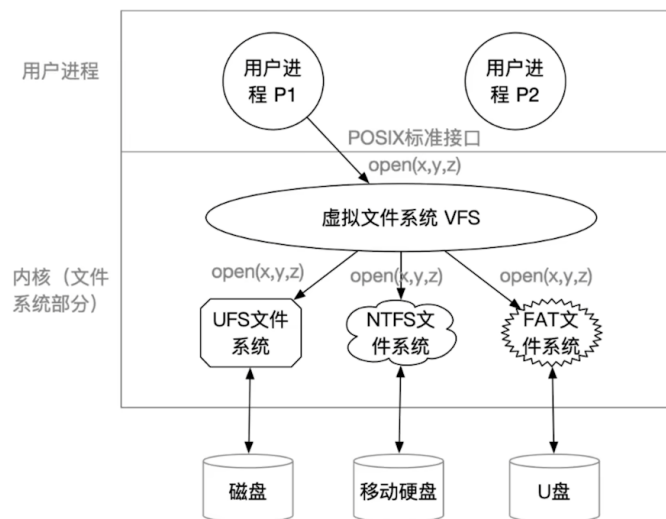 用户进程
用户进
程 P1
用户进
程 P2
POSIX标准接口
open(x,y,z)
虚拟文件系统 VFS
内核（文件
系统部分）
open(x,y,z)
open(x,y,z)
open(x,y,z)
UFS文件
系统
NTFS文
件系统
FAT文
件系统
磁盘
移动硬盘
U盘